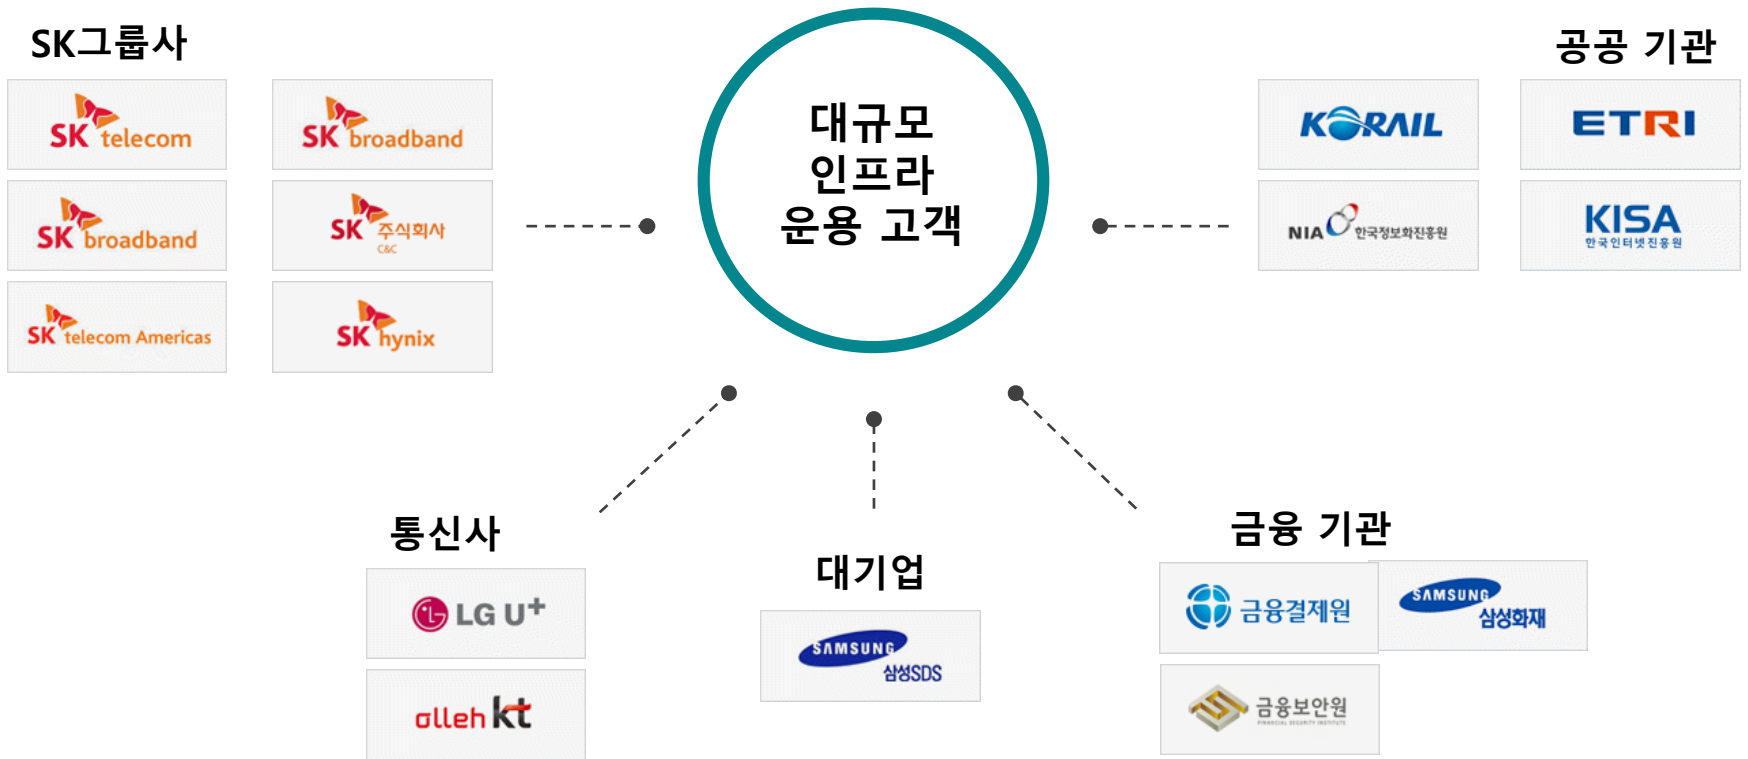 SK그룹사
SK telecom
SK broadband
SK broadband
SK 주식회사
C&C
SK telecom Americas
SK hynix
대규모
인프라
운용 고객
공공 기관
KORAIL
ETRI
NIA 한국정보화진흥원
KISA
한국인터넷진흥원
통신사
LG U+
olleh kt
대기업
SAMSUNG
삼성SDS
금융 기관
금융결제원
SAMSUNG
삼성화재
금융보안원
FINANCIAL SECURITY INSTITUTE